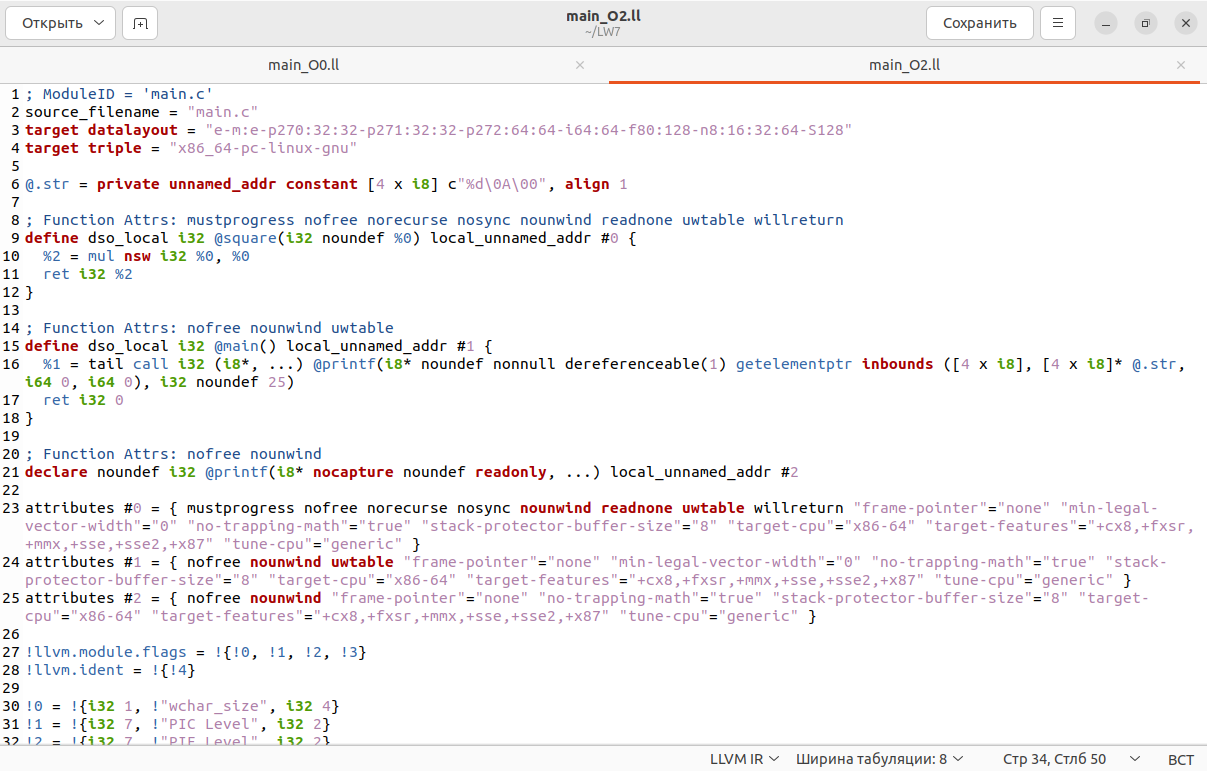 Открыть
main_O2.ll
~/LW7
Сохранить
main_O0.ll
main_O2.ll
1 ; ModuleID = 'main.c'
2 source_filename = "main.c"
3 target datalayout = "e-m:e-p270:32:32-p271:32:32-p272:64:64-i64:64-f80:128-n8:16:32:64-S128"
4 target triple = "x86_64-pc-linux-gnu"
5
6 @.str = private unnamed_addr constant [4 x i8] c"%d\0A\00", align 1
7
8 ; Function Attrs: mustprogress nofree norecurse nosync nounwind readnone uwtable willreturn
9 define dso_local i32 @square(i32 noundef %0) local_unnamed_addr #0 {
10   %2 = mul nsw i32 %0, %0
11   ret i32 %2
12 }
13
14 ; Function Attrs: nofree nounwind uwtable
15 define dso_local i32 @main() local_unnamed_addr #1 {
16   %1 = tail call i32 (i8*, ...) @printf(i8* noundef nonnull dereferenceable(1) getelementptr inbounds ([4 x i8], [4 x i8]* @.str,
i64 0, i64 0), i32 noundef 25)
17   ret i32 0
18 }
19
20 ; Function Attrs: nofree nounwind
21 declare noundef i32 @printf(i8* nocapture noundef readonly, ...) local_unnamed_addr #2
22
23 attributes #0 = { mustprogress nofree norecurse nosync nounwind readnone uwtable willreturn "frame-pointer"="none" "min-legal-
vector-width"="0" "no-trapping-math"="true" "stack-protector-buffer-size"="8" "target-cpu"="x86-64" "target-features"="+cx8,+fxsr,
+mmx,+sse,+sse2,+x87" "tune-cpu"="generic" }
24 attributes #1 = { nofree nounwind uwtable "frame-pointer"="none" "min-legal-vector-width"="0" "no-trapping-math"="true" "stack-
protector-buffer-size"="8" "target-cpu"="x86-64" "target-features"="+cx8,+fxsr,+mmx,+sse,+sse2,+x87" "tune-cpu"="generic" }
25 attributes #2 = { nofree nounwind "frame-pointer"="none" "no-trapping-math"="true" "stack-protector-buffer-size"="8" "target-
cpu"="x86-64" "target-features"="+cx8,+fxsr,+mmx,+sse,+sse2,+x87" "tune-cpu"="generic" }
26
27 !llvm.module.flags = !{!0, !1, !2, !3}
28 !llvm.ident = !{!4}
29
30 !0 = !{i32 1, !"wchar_size", i32 4}
31 !1 = !{i32 7, !"PIC Level", i32 2}
32 !2 = !{i32 7, !"PIE Level", i32 2}
LLVM IR
Ширина табуляции: 8
Стр 34, Стлб 50
ВСТ